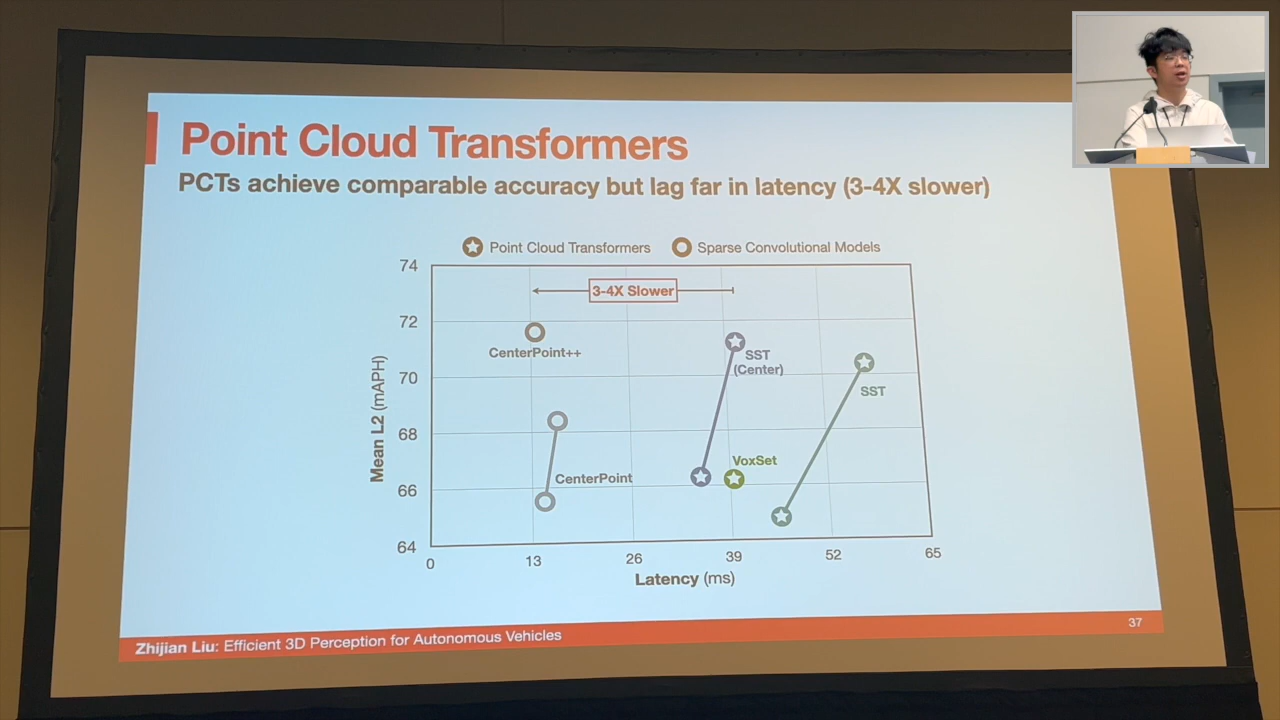 Point Cloud Transformers
PCTs achieve comparable accuracy but lag far in latency (3-4X slower)
Point Cloud Transformers
Sparse Convolutional Models
74
72
70
68
66
64
Mean L2 (mAPH)
3-4X Slower
CenterPoint++
SST
(Center)
SST
VoxSet
CenterPoint
0
13
26
39
52
65
Latency (ms)
Zhijian Liu: Efficient 3D Perception for Autonomous Vehicles
37